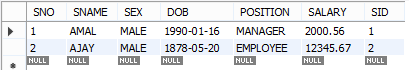 SNO SNAME SEX DOB POSITION SALARY SID
1 AMAL MALE 1990-01-16 MANAGER 2000.56 1
2 AJAY MALE 1878-05-20 EMPLOYEE 12345.67 2
NULL NULL NULL NULL NULL NULL NULL